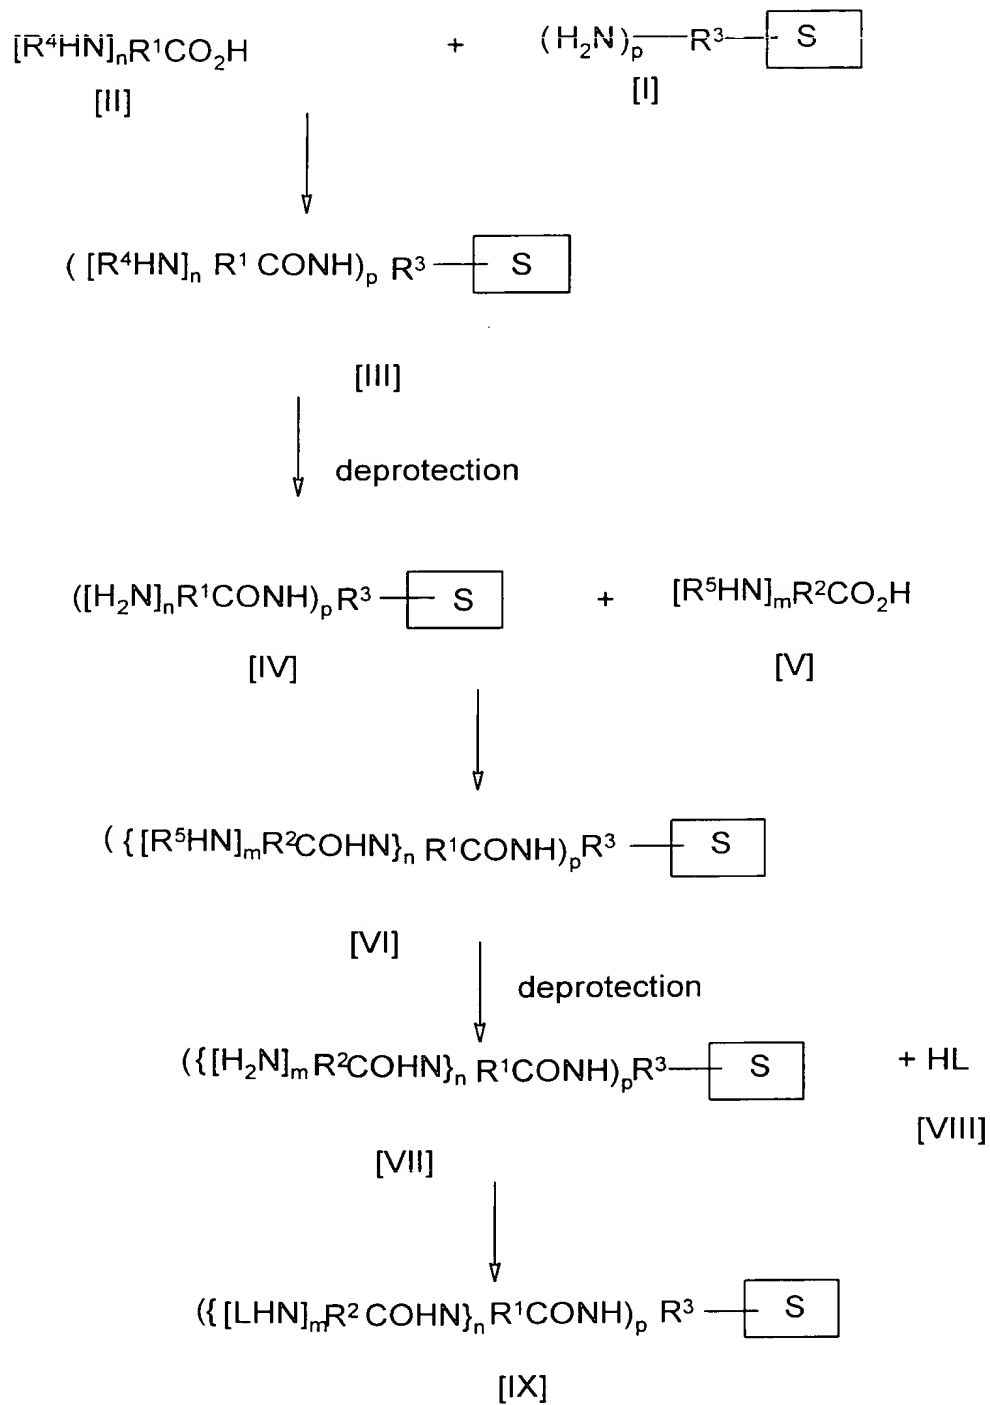 [R⁴HN]ₙR¹CO₂H + (H₂N)ₚ R³ S
[II] [I]
([R⁴HN]ₙ R¹ CONH)ₚ R³ S
[III]
deprotection
([H₂N]ₙR¹CONH)ₚR³ S + [R⁵HN]ₘR²CO₂H
[IV] [V]
({[R⁵HN]ₘR²COHN}ₙ R¹CONH)ₚR³ S
[VI]
deprotection
({[H₂N]ₘR²COHN}ₙ R¹CONH)ₚR³ S + HL
[VIII]
[VII]
({[LHN]ₘR² COHN}ₙR¹CONH)ₚ R³ S
[IX]